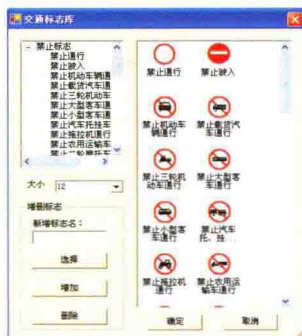 交通标志库
禁止标志
禁止通行
禁止驶入
禁止机动车辆通
禁止载货汽车通
禁止三轮机动车
禁止大型客车通
禁止小型客车通
禁止汽车托挂车
禁止拖拉机通行
禁止农用运输车
禁止二轮摩托车
大小
12
增删标志
新增标志名：
选择
增加
删除
禁止通行
禁止驶入
禁止机动车
辆通行
禁止载货汽
车通行
禁止三轮机
动车通行
禁止大型客
车通行
禁止小型客
车通行
禁止汽车
托、挂...
禁止拖拉机
通行
禁止农用运
输车通行
确定
取消